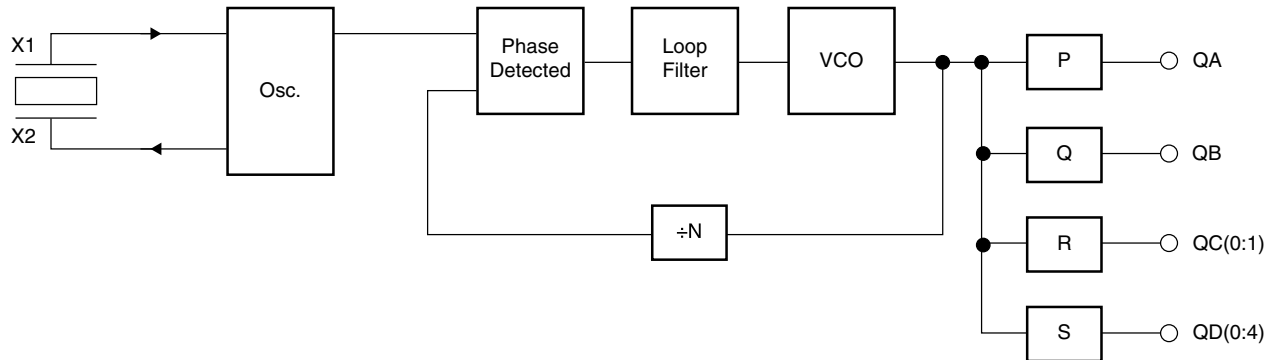 X1
X2
Osc.
Phase
Detected
Loop
Filter
VCO
÷N
P
QA
Q
QB
R
QC(0:1)
S
QD(0:4)